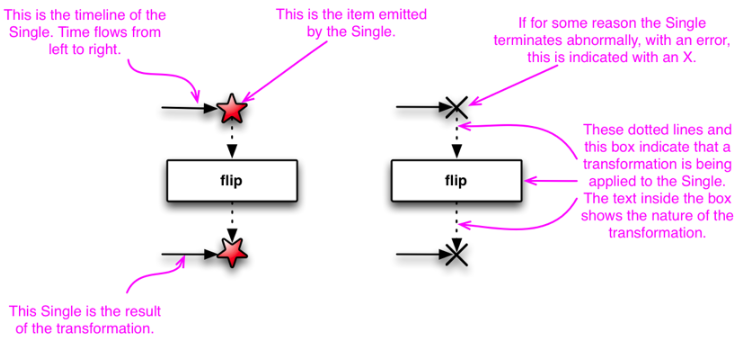 This is the timeline of the
Single. Time flows from
left to right.
This is the item emitted
by the Single.
If for some reason the Single
terminates abnormally, with an error,
this is indicated with an X.
flip
flip
These dotted lines and
this box indicate that a
transformation is being
applied to the Single.
The text inside the box
shows the nature of the
transformation.
This Single is the result
of the transformation.